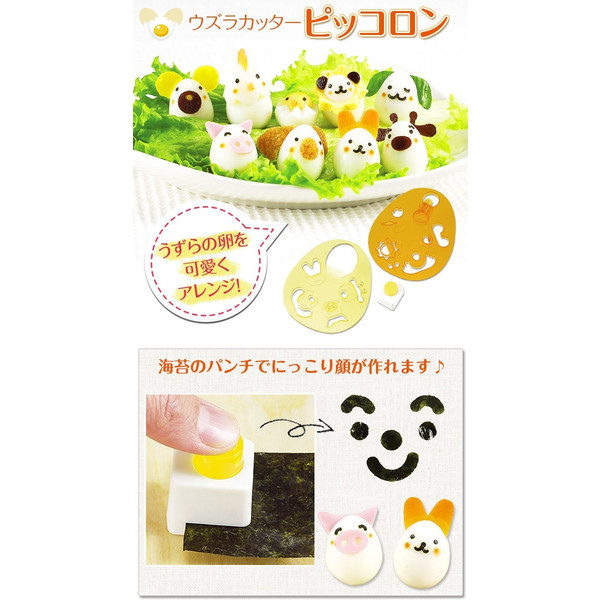 ウズラカッターピッコロン
うずらの卵を
可愛く
アレンジ!
海苔のパンチでにっこり顔が作れます♪